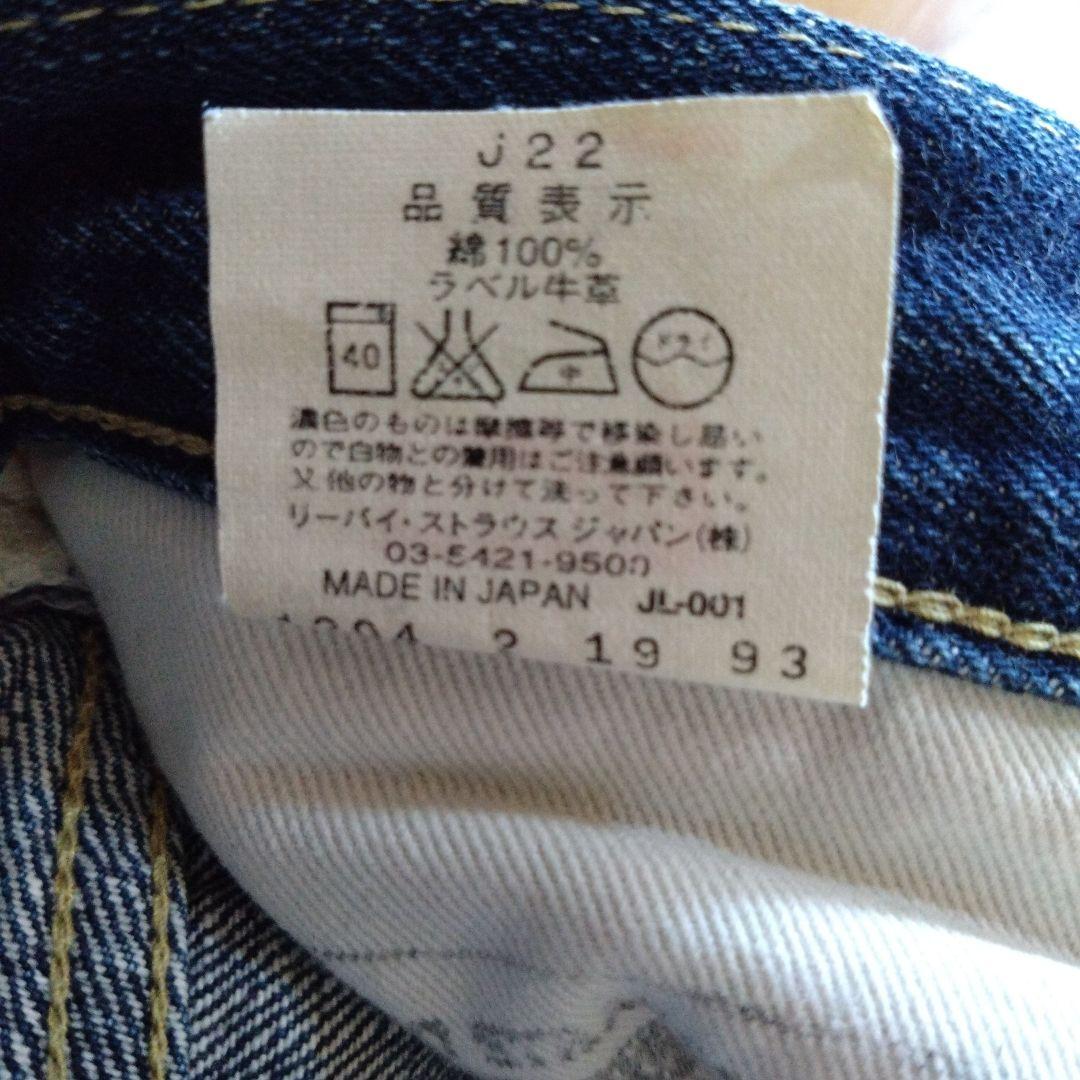 J22
品質表示
綿100%
ラベル牛革
40 中 ドライ
濃色のものは摩擦等で移染し易い
ので白物との兼用はご注意願います。
又他の物と分けて洗って下さい。
リーバイ・ストラウス ジャパン(株)
03-5421-9500
MADE IN JAPAN JL-001
2 19 93